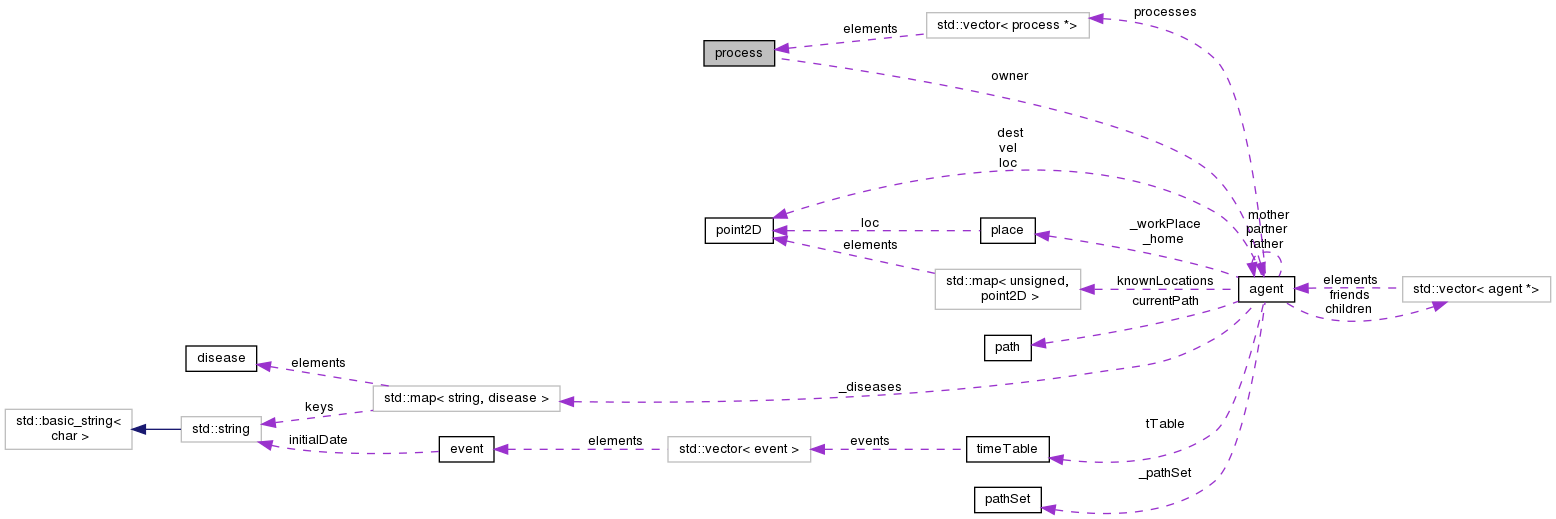 processes
std::vector< process *>
elements
process
owner
dest
vel
loc
_workPlace
_home
mother
partner
father
loc
place
point2D
elements
std::map< unsigned,
point2D >
knownLocations
currentPath
agent
elements
friends
children
std::vector< agent *>
path
disease
elements
_diseases
std::map< string, disease >
keys
std::basic_string<
char >
std::string
initialDate
event
elements
std::vector< event >
events
timeTable
tTable
_pathSet
pathSet